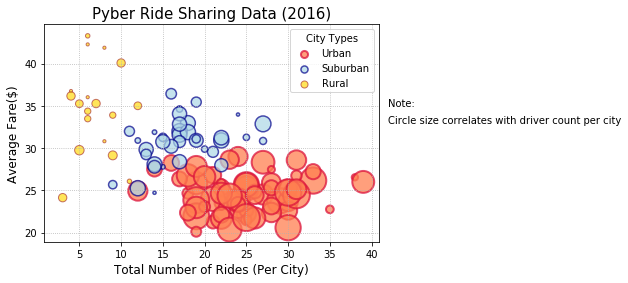 Pyber Ride Sharing Data (2016)
City Types
Urban
Suburban
Rural
Average Fare($)
40
35
30
25
20
Note:
Circle size correlates with driver count per city
5 10 15 20 25 30 35 40
Total Number of Rides (Per City)